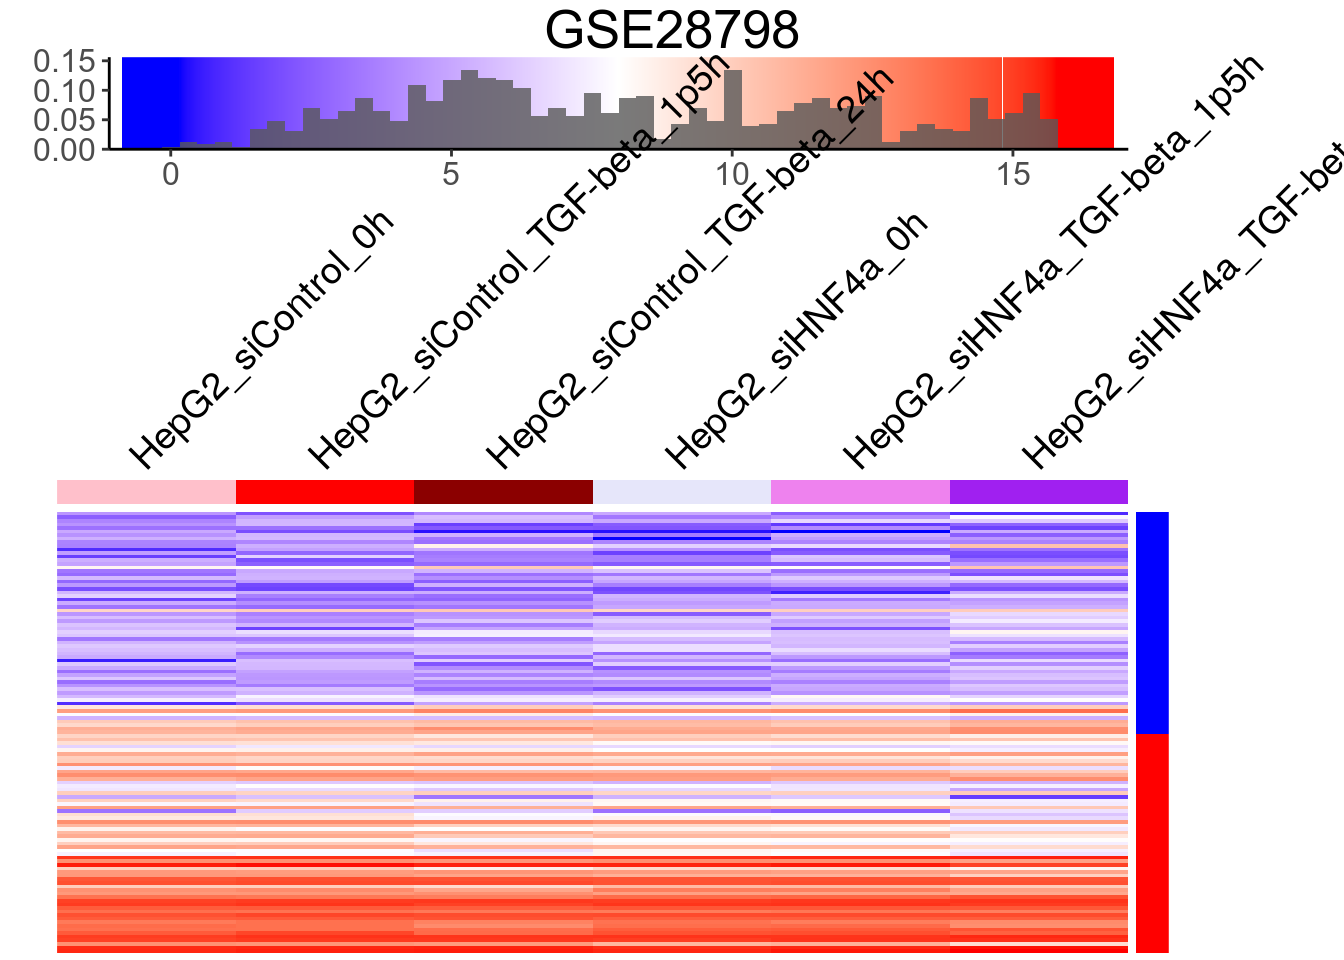 GSE28798
0.15
0.10
0.05
0.00
0 5 10 15
HepG2_siControl_0h
HepG2_siControl_TGF-beta_1p5h
HepG2_siControl_TGF-beta_24h
HepG2_siHNF4a_0h
HepG2_siHNF4a_TGF-beta_1p5h
HepG2_siHNF4a_TGF-bet